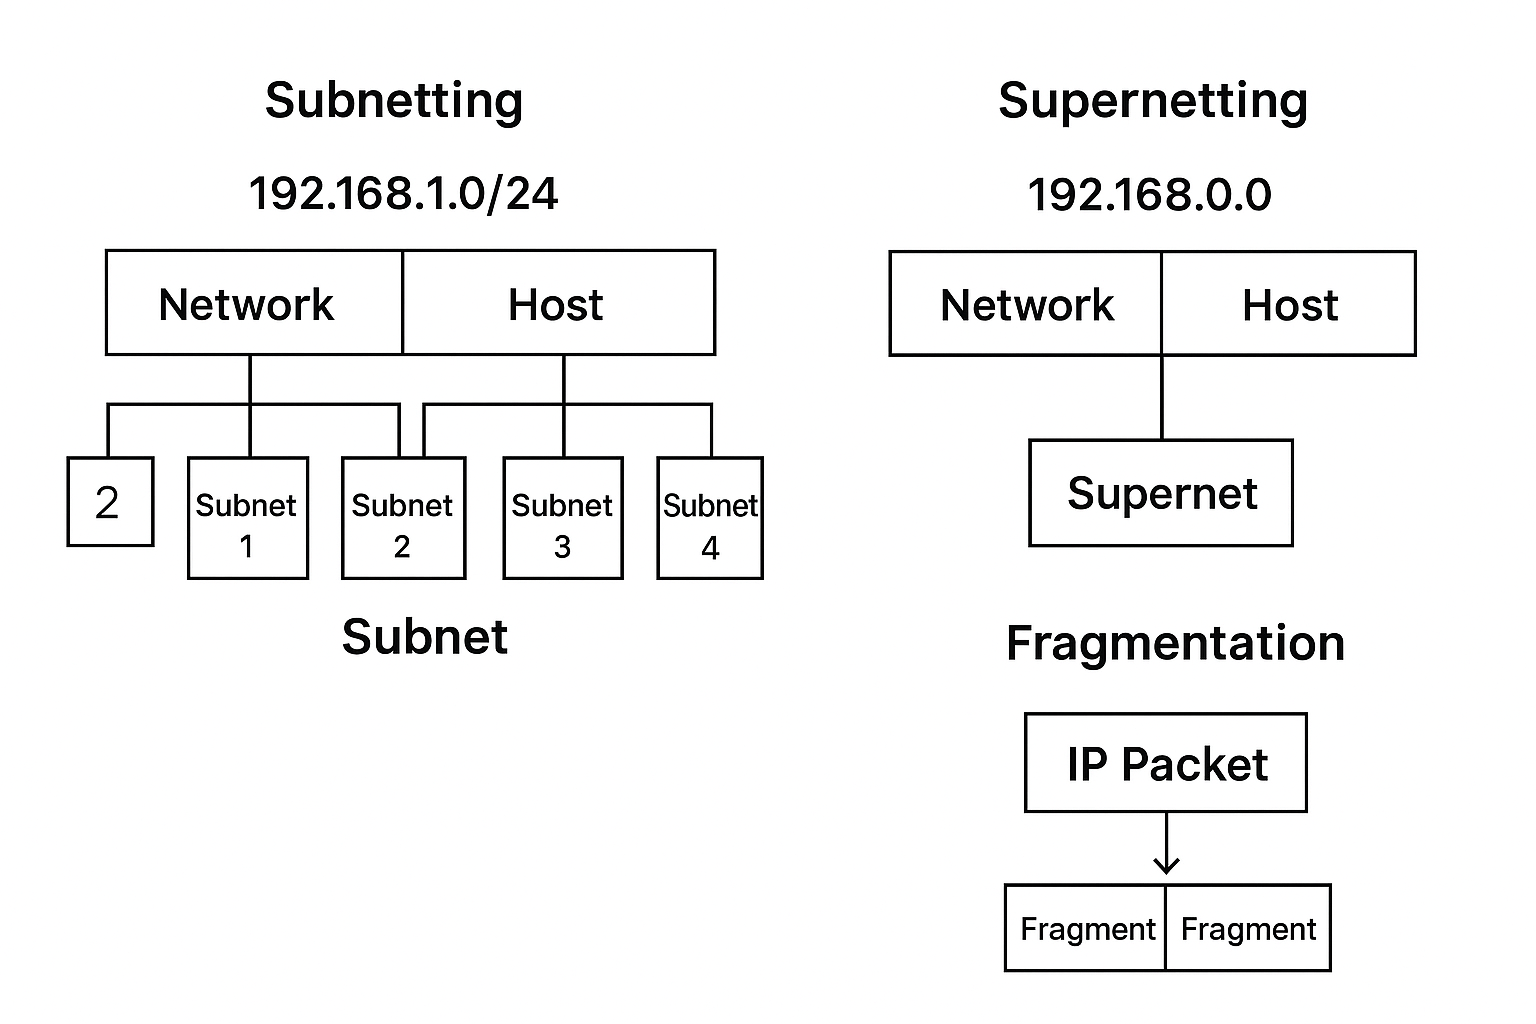 Subnetting
192.168.1.0/24
Network
Host
2
Subnet
1
Subnet
2
Subnet
3
Subnet
4
Subnet
Supernetting
192.168.0.0
Network
Host
Supernet
Fragmentation
IP Packet
Fragment
Fragment